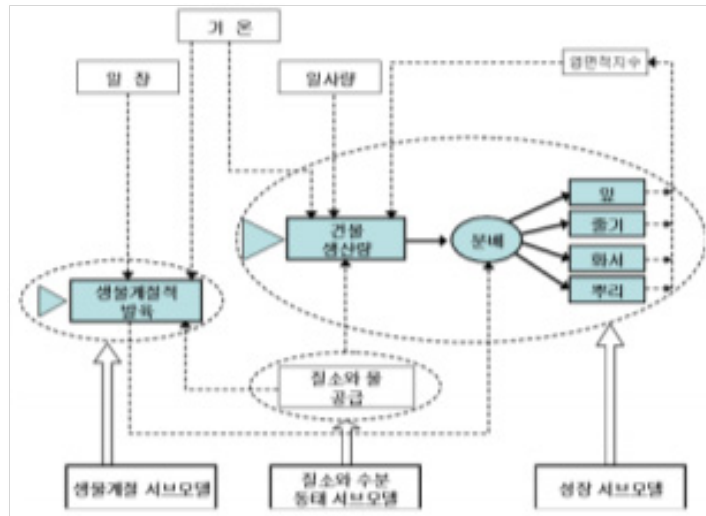 기 온
일 장
일사량
엽면적지수
건물
생산량
분배
잎
줄기
화서
뿌리
생물계절적
발육
질소와 물
공급
생물계절 서브모델
질소와 수분
동태 서브모델
성장 서브모델